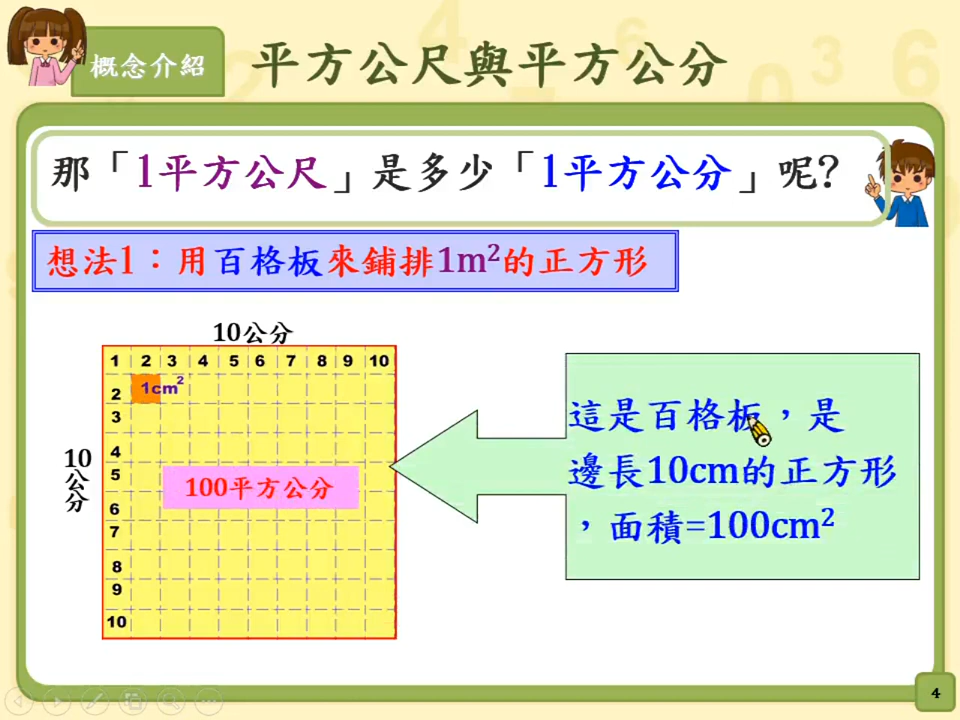 概念介紹
平方公尺與平方公分
那「1平方公尺」是多少「1平方公分」呢?
想法1：用百格板來鋪排1m²的正方形
10公分
1 2 3 4 5 6 7 8 9 10
2
1cm²
3
4
5
6
7
8
9
10
10公分
100平方公分
這是百格板，是
邊長10cm的正方形
，面積=100cm²
4